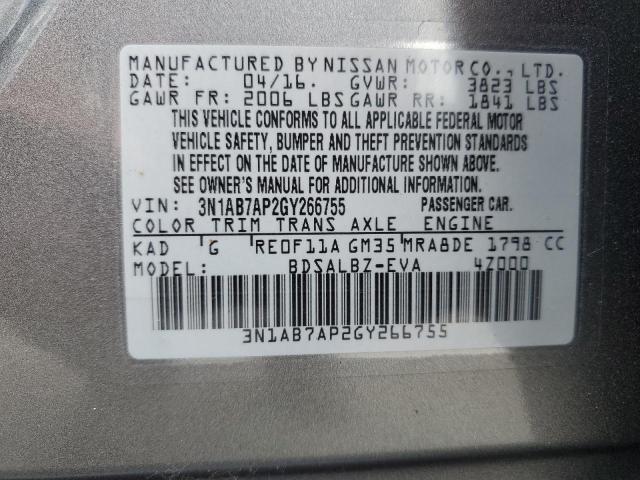 MANUFACTURED BY NISSAN MOTOR CO., LTD.
DATE: 04/16. GVWR: 3823 LBS
GAWR FR: 2006 LBS GAWR RR: 1841 LBS
THIS VEHICLE CONFORMS TO ALL APPLICABLE FEDERAL MOTOR
VEHICLE SAFETY, BUMPER AND THEFT PREVENTION STANDARDS
IN EFFECT ON THE DATE OF MANUFACTURE SHOWN ABOVE.
SEE OWNER'S MANUAL FOR ADDITIONAL INFORMATION.
VIN: 3N1AB7AP2GY266755 PASSENGER CAR.
COLOR TRIM TRANS AXLE ENGINE
KAD G RE0F11A GM35 MRA8DE 1798 CC
MODEL: BDSALBZ-EVA 4Z000
3N1AB7AP2GY266755